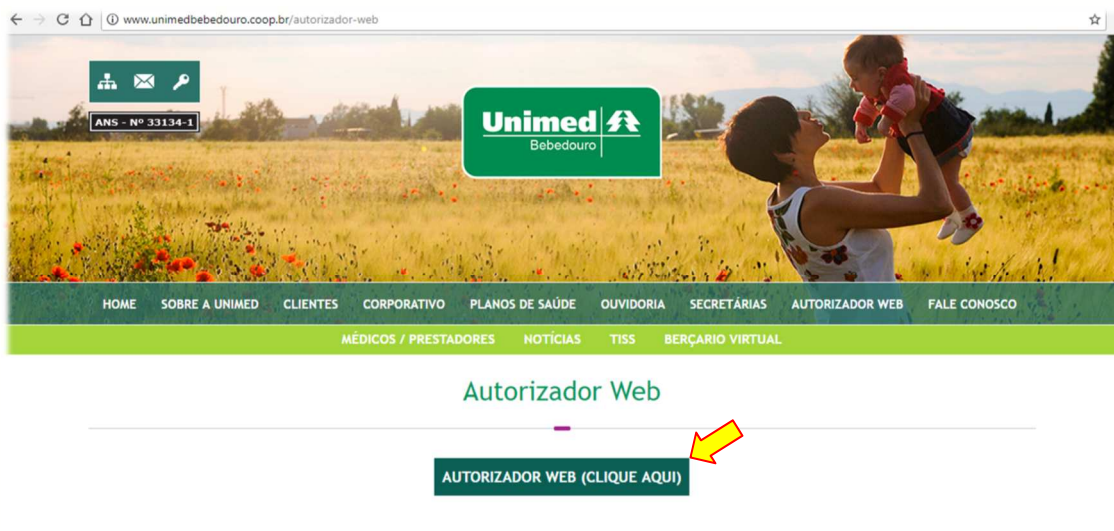 www.unimedbebedouro.coop.br/autorizador-web
ANS - Nº 33134-1
Unimed
Bebedouro
HOME SOBRE A UNIMED CLIENTES CORPORATIVO PLANOS DE SAÚDE OUVIDORIA SECRETÁRIAS AUTORIZADOR WEB FALE CONOSCO
MÉDICOS / PRESTADORES NOTÍCIAS TISS BERÇARIO VIRTUAL
Autorizador Web
AUTORIZADOR WEB (CLIQUE AQUI)